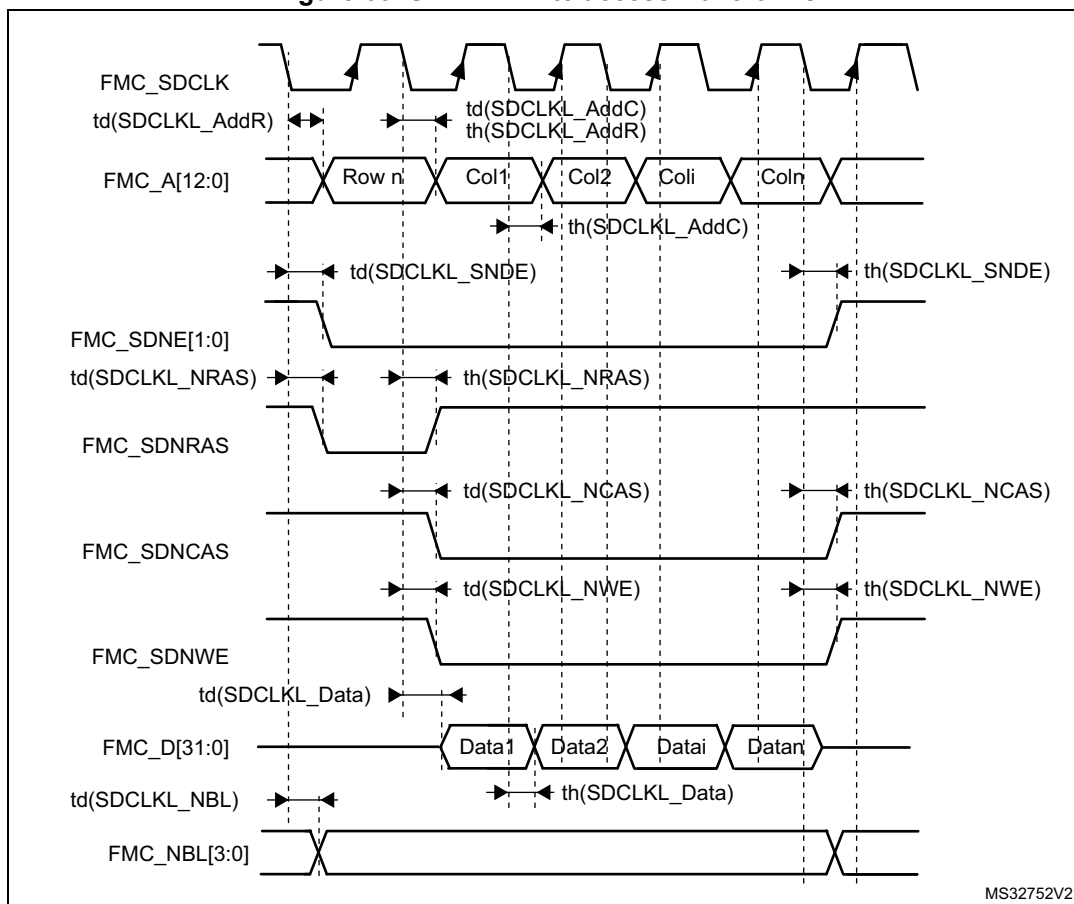 FMC_SDCLK
td(SDCLKL_AddR)
td(SDCLKL_AddC)
th(SDCLKL_AddR)
FMC_A[12:0]
Row n
Col1
Col2
Coli
Coln
th(SDCLKL_AddC)
td(SDCLKL_SNDE)
th(SDCLKL_SNDE)
FMC_SDNE[1:0]
td(SDCLKL_NRAS)
th(SDCLKL_NRAS)
FMC_SDNRAS
td(SDCLKL_NCAS)
th(SDCLKL_NCAS)
FMC_SDNCAS
td(SDCLKL_NWE)
th(SDCLKL_NWE)
FMC_SDNWE
td(SDCLKL_Data)
FMC_D[31:0]
Data1
Data2
Datai
Datan
th(SDCLKL_Data)
td(SDCLKL_NBL)
FMC_NBL[3:0]
MS32752V2